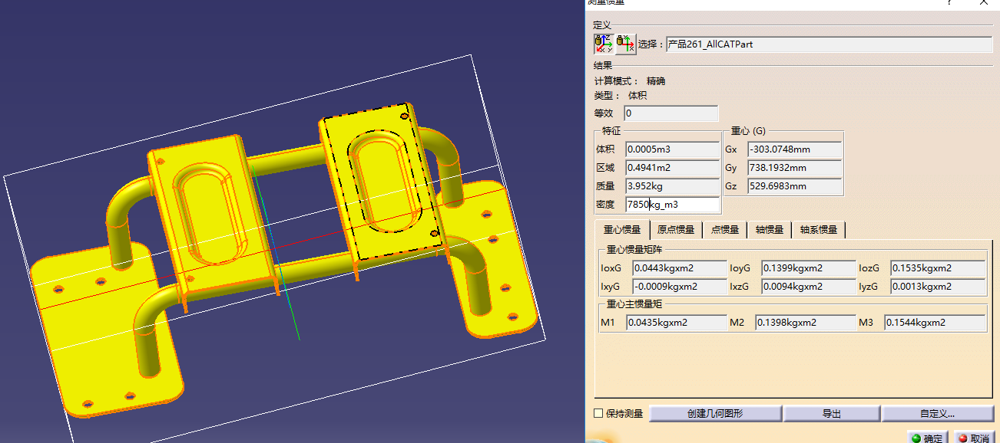 测量惯量
定义
选择： 产品261_AllCATPart
结果
计算模式： 精确
类型： 体积
等效 0
特征
体积 0.0005m3
区域 0.4941m2
质量 3.952kg
密度 7850kg_m3
重心 (G)
Gx -303.0748mm
Gy 738.1932mm
Gz 529.6983mm
重心惯量 原点惯量 点惯量 轴惯量 轴系惯量
重心惯量矩阵
IoxG 0.0443kgxm2 IoyG 0.1399kgxm2 IozG 0.1535kgxm2
IxyG -0.0009kgxm2 IxzG 0.0094kgxm2 IyzG 0.0013kgxm2
重心主惯量矩
M1 0.0435kgxm2 M2 0.1398kgxm2 M3 0.1544kgxm2
保持测量 创建几何图形 导出 自定义...
确定 取消